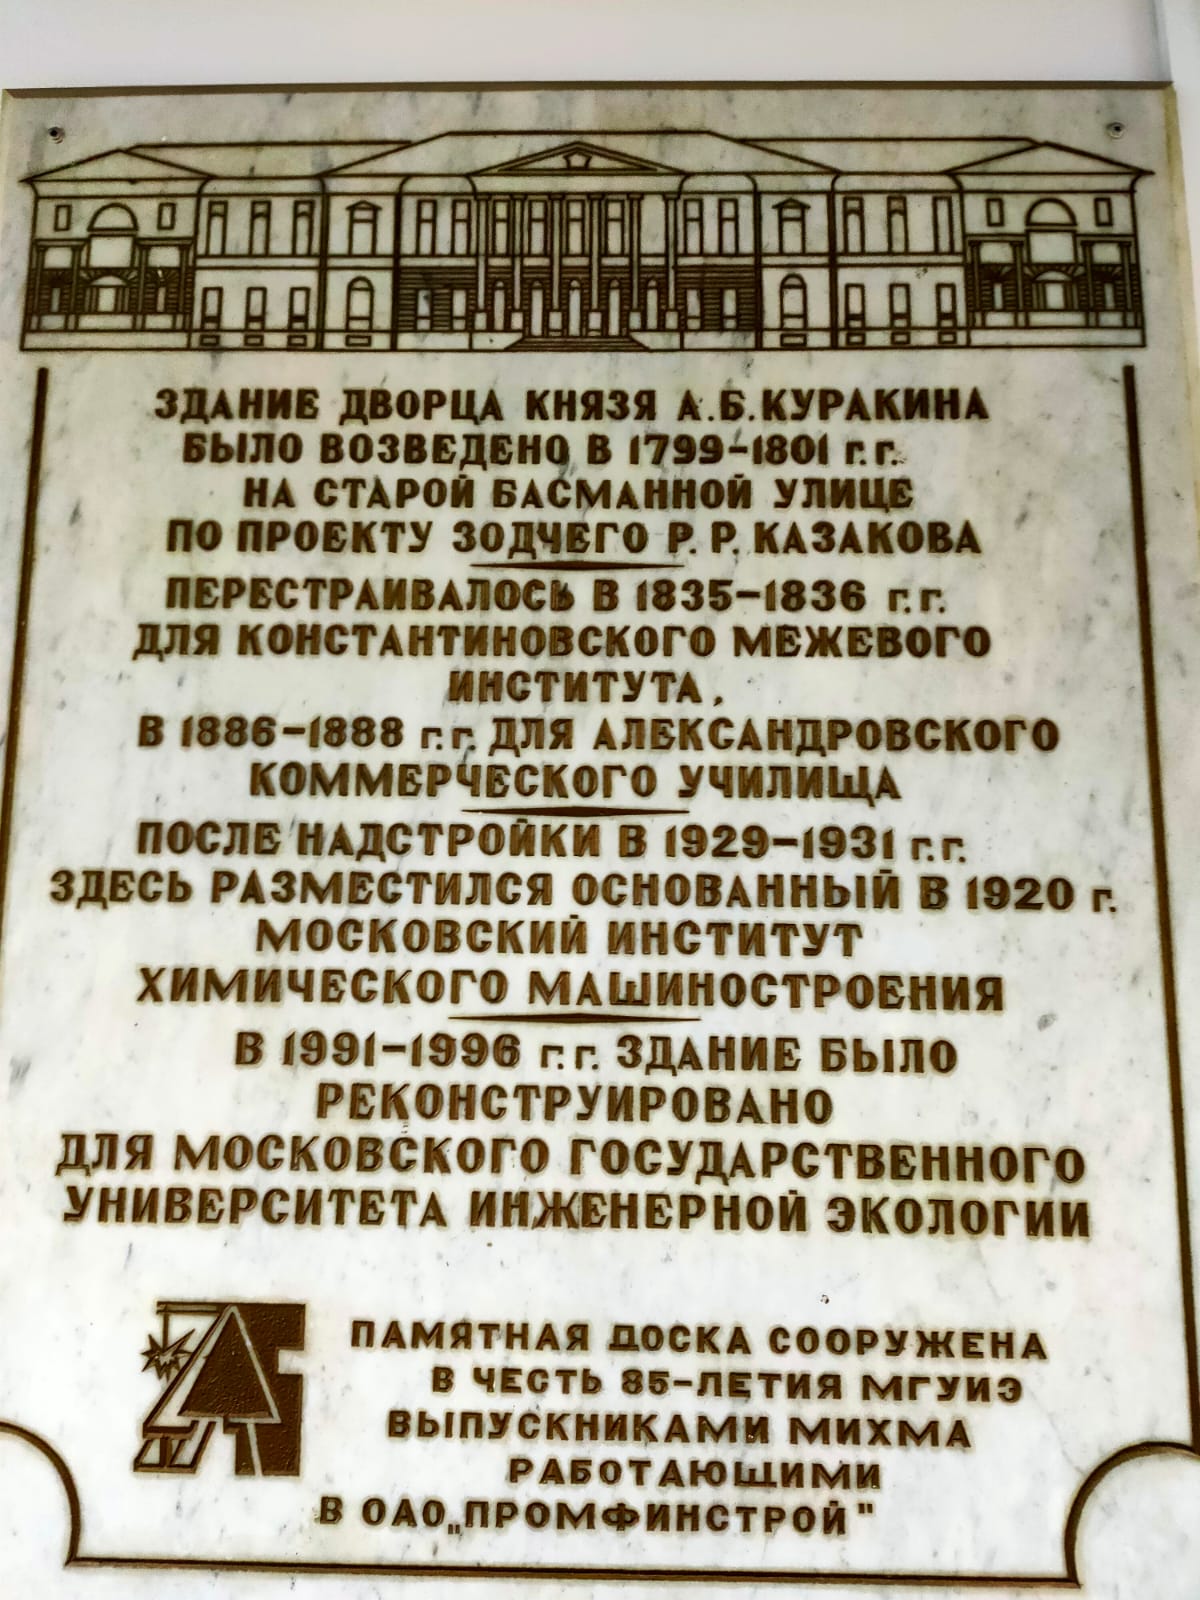 ЗДАНИЕ ДВОРЦА КНЯЗЯ А.Б.КУРАКИНА
БЫЛО ВОЗВЕДЕНО В 1799-1801 г.г.
НА СТАРОЙ БАСМАННОЙ УЛИЦЕ
ПО ПРОЕКТУ ЗОДЧЕГО Р.Р.КАЗАКОВА
ПЕРЕСТРАИВАЛОСЬ В 1835-1836 г.г.
ДЛЯ КОНСТАНТИНОВСКОГО МЕЖЕВОГО
ИНСТИТУТА,
В 1886-1888 г.г. ДЛЯ АЛЕКСАНДРОВСКОГО
КОММЕРЧЕСКОГО УЧИЛИЩА
ПОСЛЕ НАДСТРОЙКИ В 1929-1931 г.г.
ЗДЕСЬ РАЗМЕСТИЛСЯ ОСНОВАННЫЙ В 1920 г.
МОСКОВСКИЙ ИНСТИТУТ
ХИМИЧЕСКОГО МАШИНОСТРОЕНИЯ
В 1991-1996 г.г. ЗДАНИЕ БЫЛО
РЕКОНСТРУИРОВАНО
ДЛЯ МОСКОВСКОГО ГОСУДАРСТВЕННОГО
УНИВЕРСИТЕТА ИНЖЕНЕРНОЙ ЭКОЛОГИИ
ПАМЯТНАЯ ДОСКА СООРУЖЕНА
В ЧЕСТЬ 85-ЛЕТИЯ МГУИЭ
ВЫПУСКНИКАМИ МИХМА
РАБОТАЮЩИМИ
В ОАО„ПРОМФИНСТРОЙ"